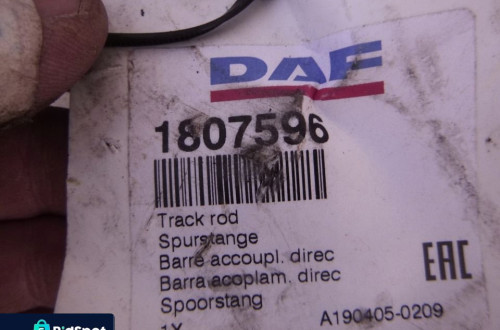 DAF
1807596
Track rod
Spurstange
Barre accoupl. direc
Barra acoplam. direc
Spoorstang
EAC
1X
A190405-0209
BidSpot